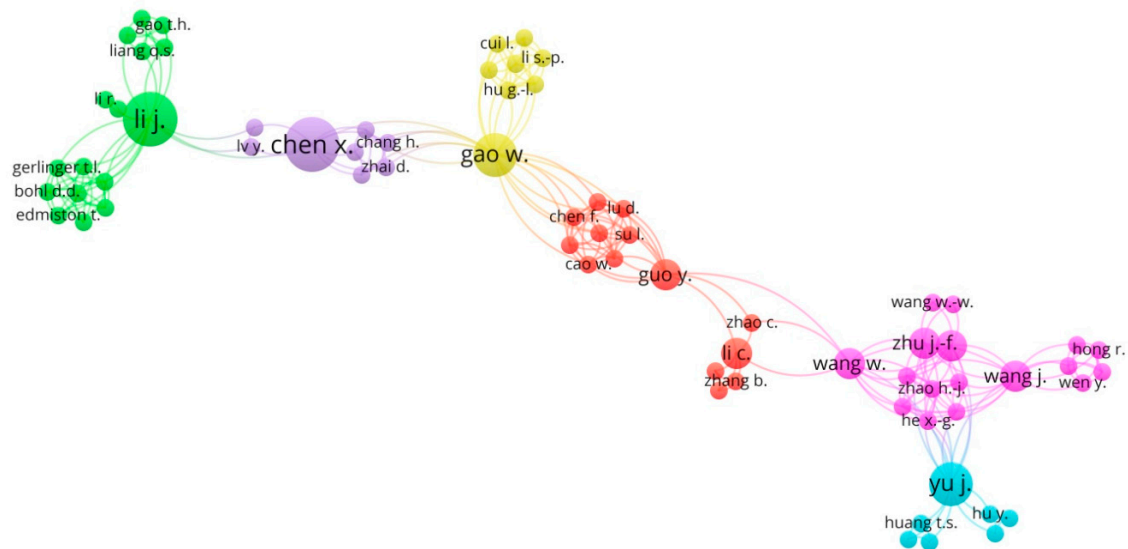 gao t.h.
liang q.s.
li r.
li j.
gerlinger t.l.
bohl d.d.
edmiston t.
lv y.
chen x.
chang h.
zhai d.
cui l.
li s.-p.
hu g.-l.
gao w.
lu d.
chen f.
su l.
cao w.
guo y.
zhao c.
li c.
zhang b.
wang w.
wang w.-w.
zhu j.-f.
zhao h.-j.
he x.-g.
wang j.
hong r.
wen y.
yu j.
huang t.s.
hu y.